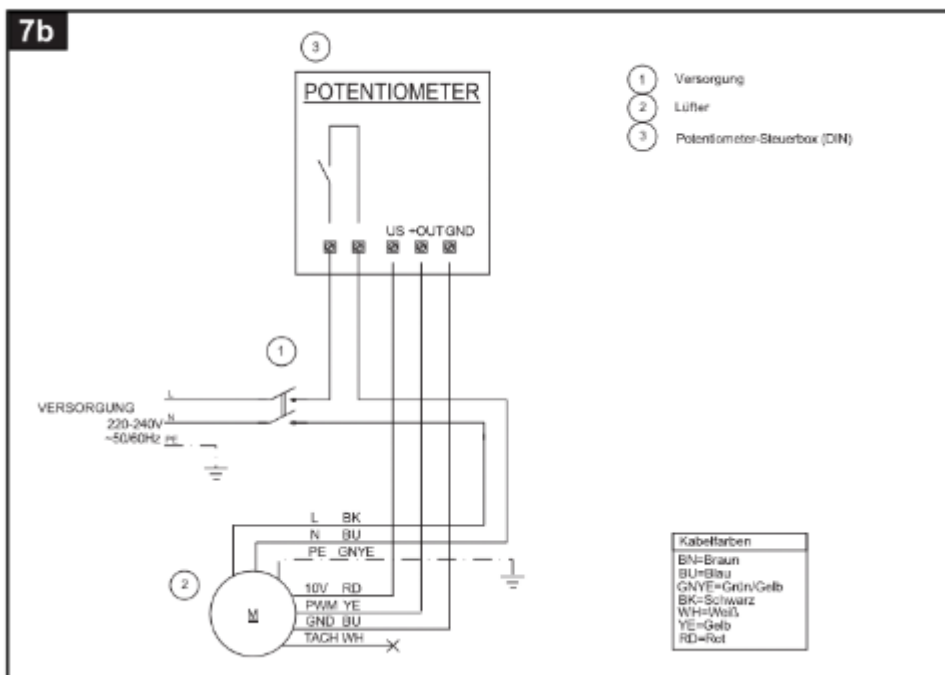 7b
3
POTENTIOMETER
US +OUT GND
1 Versorgung
2 Lüfter
3 Potentiometer-Steuerbox (DIN)
1
L
VERSORGUNG
N
220-240V
~50/60Hz PE
L BK
N BU
PE GNYE
2
M
10V RD
PWM YE
GND BU
TACH WH
Kabelfarben
BN=Braun
BU=Blau
GNYE=Grün/Gelb
BK=Schwarz
WH=Weiß
YE=Gelb
RD=Rot